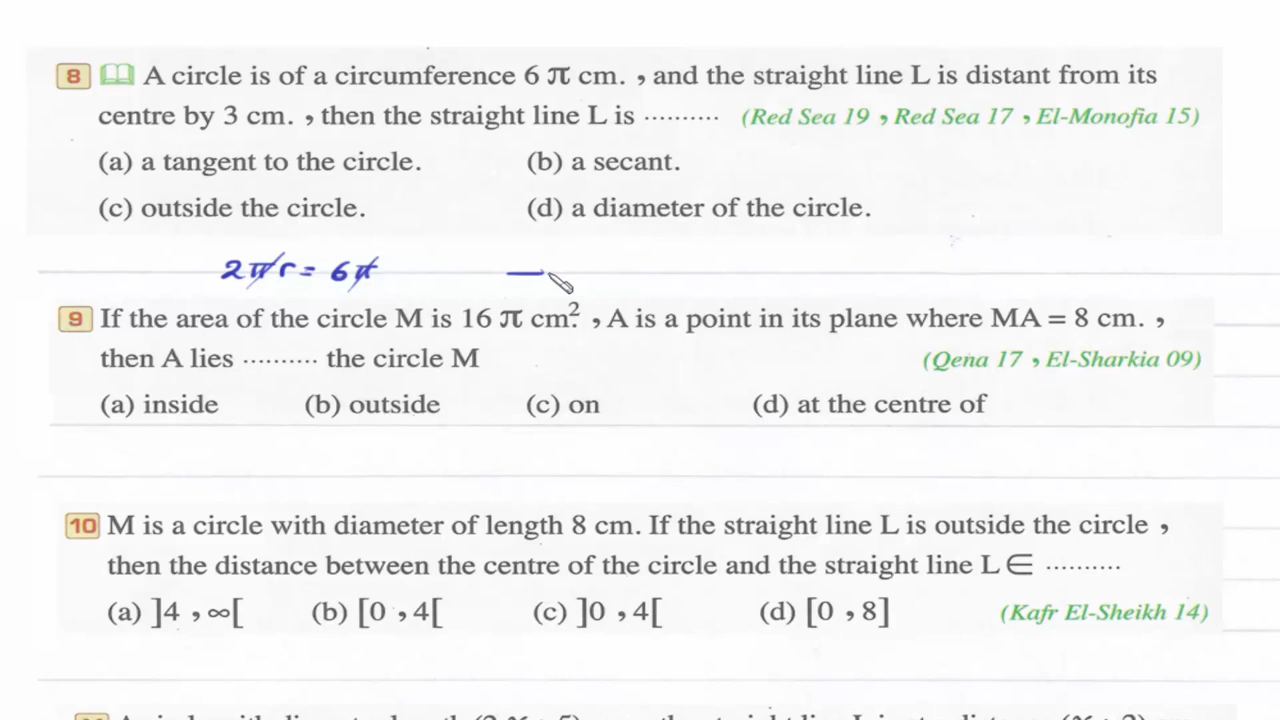 8 A circle is of a circumference 6 π cm. , and the straight line L is distant from its
centre by 3 cm. , then the straight line L is ·········· (Red Sea 19 , Red Sea 17 , El-Monofia 15)
(a) a tangent to the circle. (b) a secant.
(c) outside the circle. (d) a diameter of the circle.
2πr = 6π
9 If the area of the circle M is 16 π cm². , A is a point in its plane where MA = 8 cm. ,
then A lies ·········· the circle M (Qena 17 , El-Sharkia 09)
(a) inside (b) outside (c) on (d) at the centre of
10 M is a circle with diameter of length 8 cm. If the straight line L is outside the circle ,
then the distance between the centre of the circle and the straight line L ∈ ··········
(a) ]4 , ∞[ (b) [0 , 4[ (c) ]0 , 4[ (d) [0 , 8] (Kafr El-Sheikh 14)